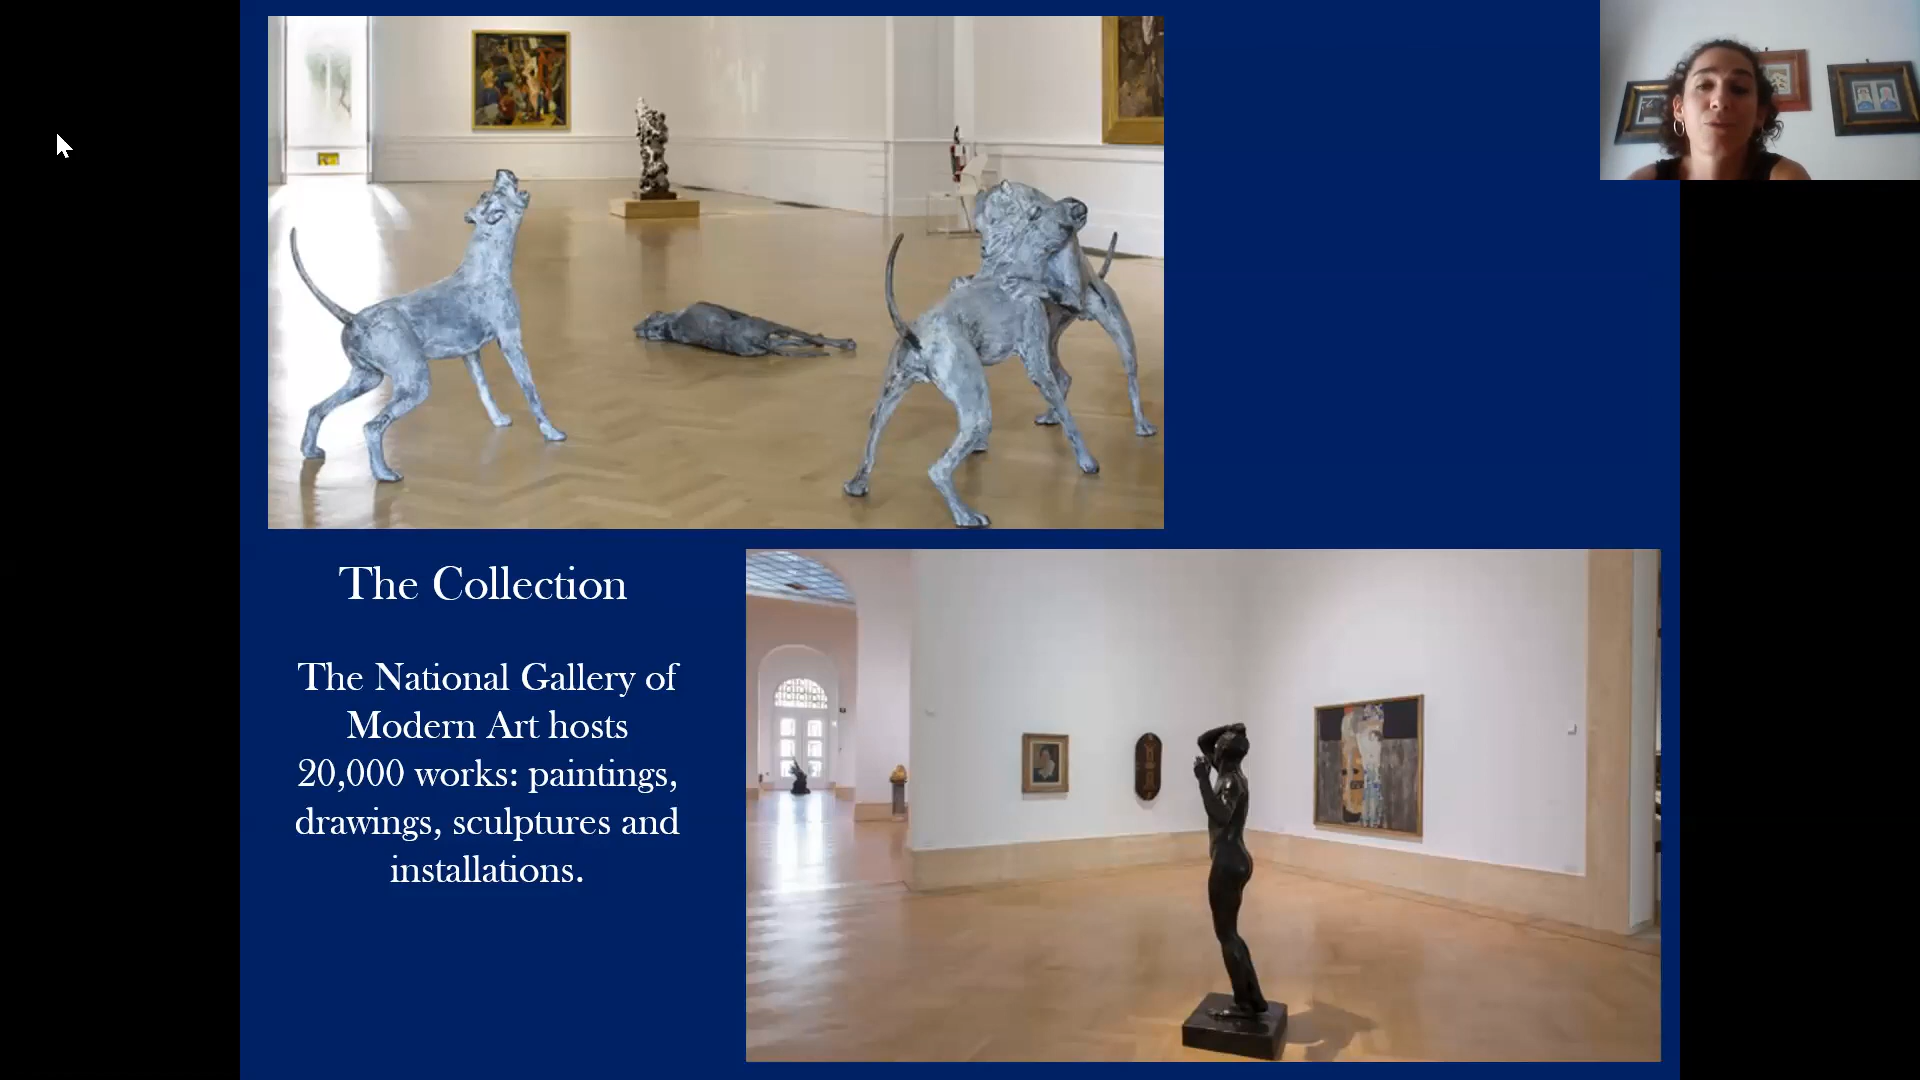 The Collection
The National Gallery of
Modern Art hosts
20,000 works: paintings,
drawings, sculptures and
installations.